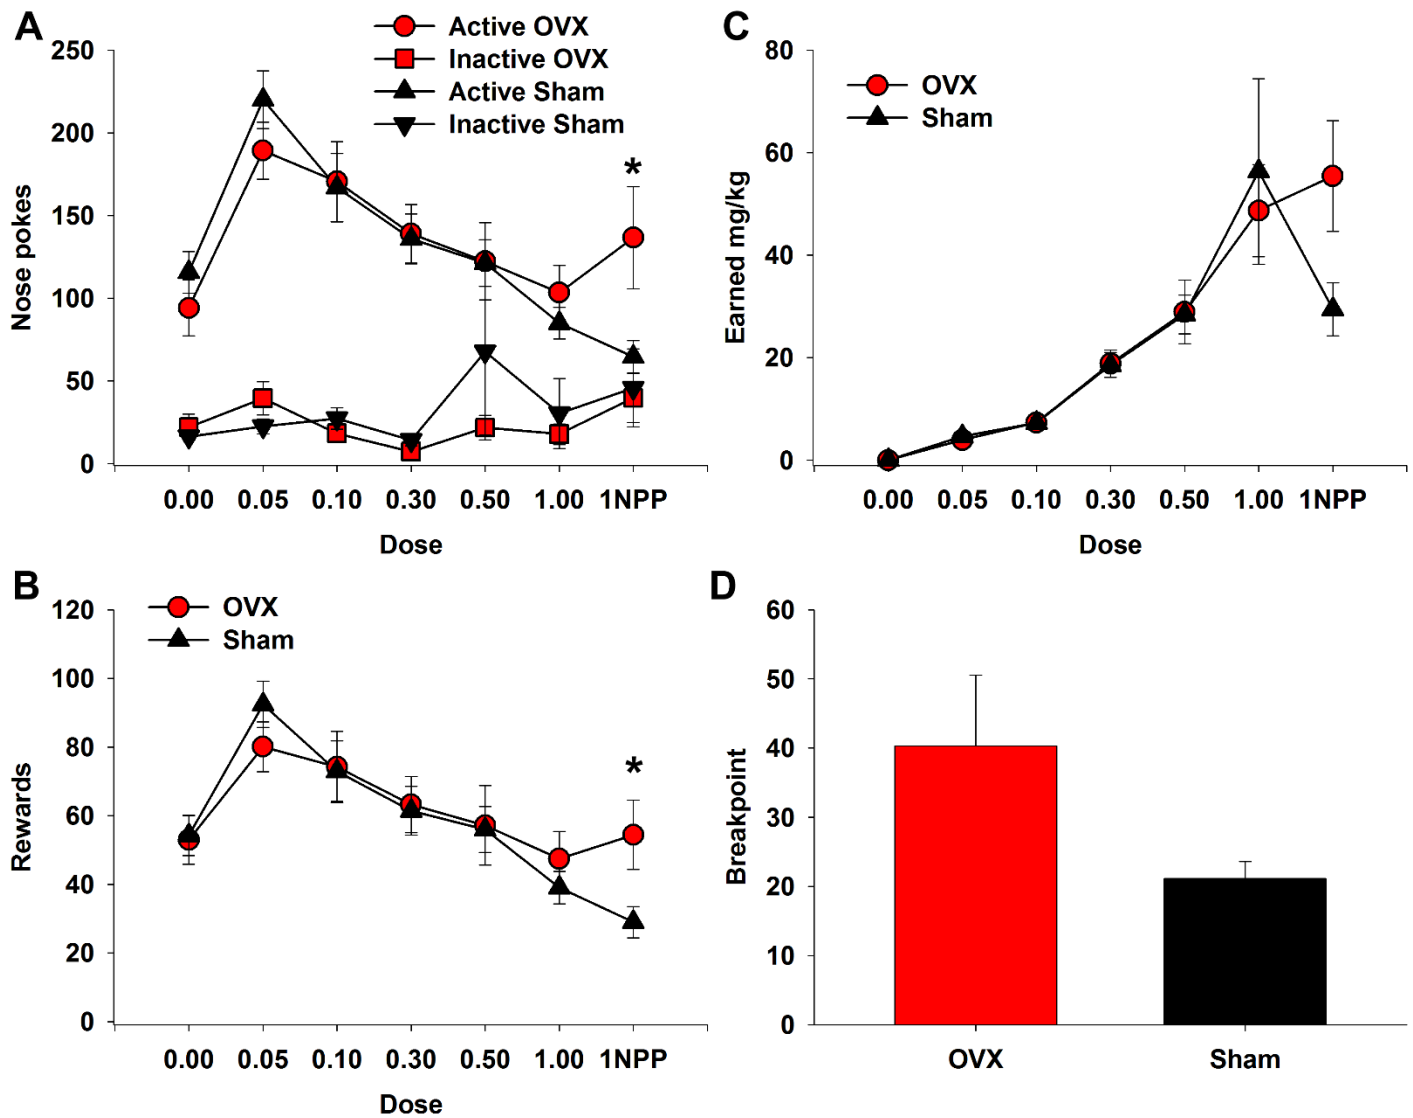 A
Active OVX
Inactive OVX
Active Sham
Inactive Sham
250
200
150
100
50
0
Nose pokes
*
0.00 0.05 0.10 0.30 0.50 1.00 1NPP
Dose
C
OVX
Sham
80
60
40
20
0
Earned mg/kg
0.00 0.05 0.10 0.30 0.50 1.00 1NPP
Dose
B
OVX
Sham
120
100
80
60
40
20
0
Rewards
*
0.00 0.05 0.10 0.30 0.50 1.00 1NPP
Dose
D
60
50
40
30
20
10
0
Breakpoint
OVX Sham